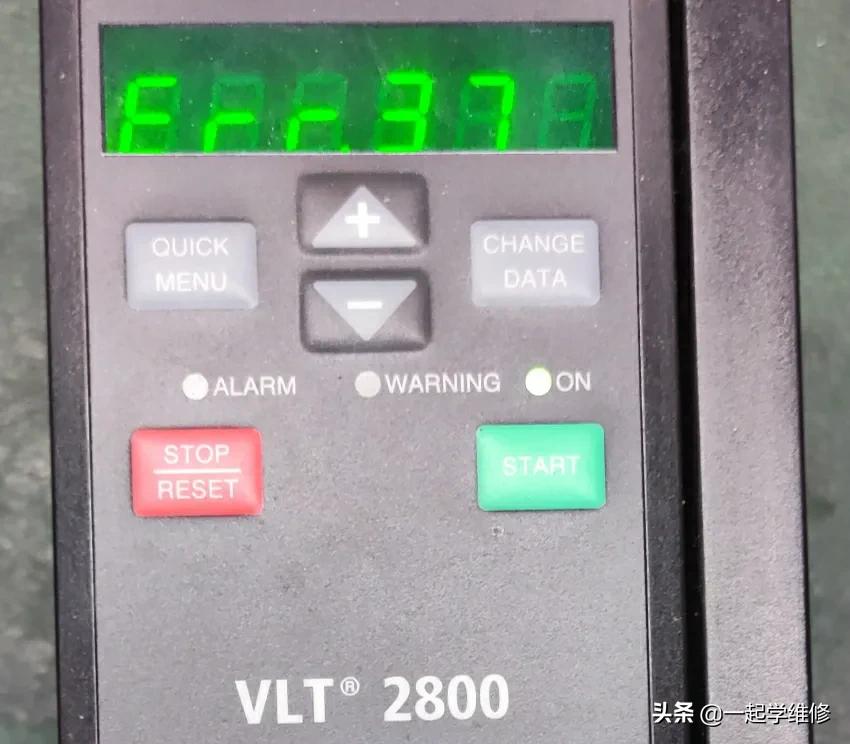 Err.37
+
QUICK
MENU
CHANGE
DATA
−
ALARM
WARNING
ON
STOP
RESET
START
VLT® 2800
头条 @一起学维修